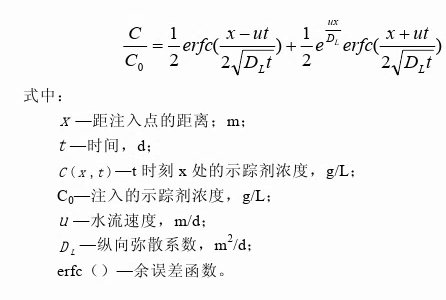 C/C₀ = 1/2 erfc((x − ut)/(2√(D_L t))) + 1/2 e^(ux/D_L) erfc((x + ut)/(2√(D_L t)))
式中：
x —距注入点的距离；m；
t —时间，d；
C(x,t)—t 时刻 x 处的示踪剂浓度，g/L；
C₀—注入的示踪剂浓度，g/L；
u —水流速度，m/d；
D_L —纵向弥散系数，m²/d；
erfc（）—余误差函数。